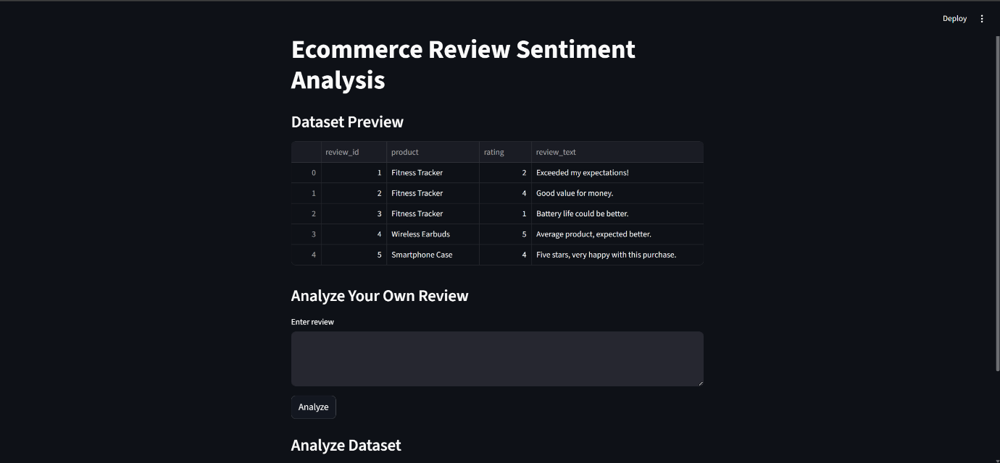 Deploy
Ecommerce Review Sentiment
Analysis
Dataset Preview
review_id product rating review_text
0 1 Fitness Tracker 2 Exceeded my expectations!
1 2 Fitness Tracker 4 Good value for money.
2 3 Fitness Tracker 1 Battery life could be better.
3 4 Wireless Earbuds 5 Average product, expected better.
4 5 Smartphone Case 4 Five stars, very happy with this purchase.
Analyze Your Own Review
Enter review
Analyze
Analyze Dataset